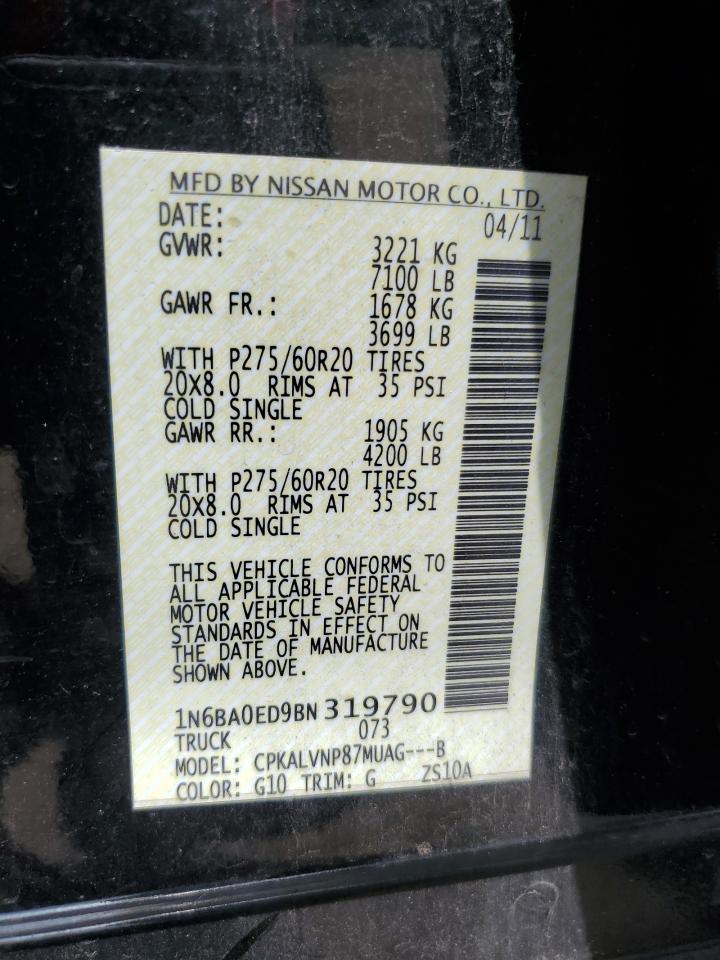 MFD BY NISSAN MOTOR CO., LTD.
DATE: 04/11
GVWR: 3221 KG
7100 LB
GAWR FR.: 1678 KG
3699 LB
WITH P275/60R20 TIRES
20X8.0 RIMS AT 35 PSI
COLD SINGLE
GAWR RR.: 1905 KG
4200 LB
WITH P275/60R20 TIRES
20X8.0 RIMS AT 35 PSI
COLD SINGLE
THIS VEHICLE CONFORMS TO
ALL APPLICABLE FEDERAL
MOTOR VEHICLE SAFETY
STANDARDS IN EFFECT ON
THE DATE OF MANUFACTURE
SHOWN ABOVE.
1N6BA0ED9BN 319790
TRUCK 073
MODEL: CPKALVNP87MUAG---B
COLOR: G10 TRIM: G ZS10A